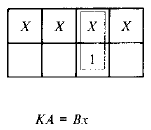 X X X X
1
KA = Bx